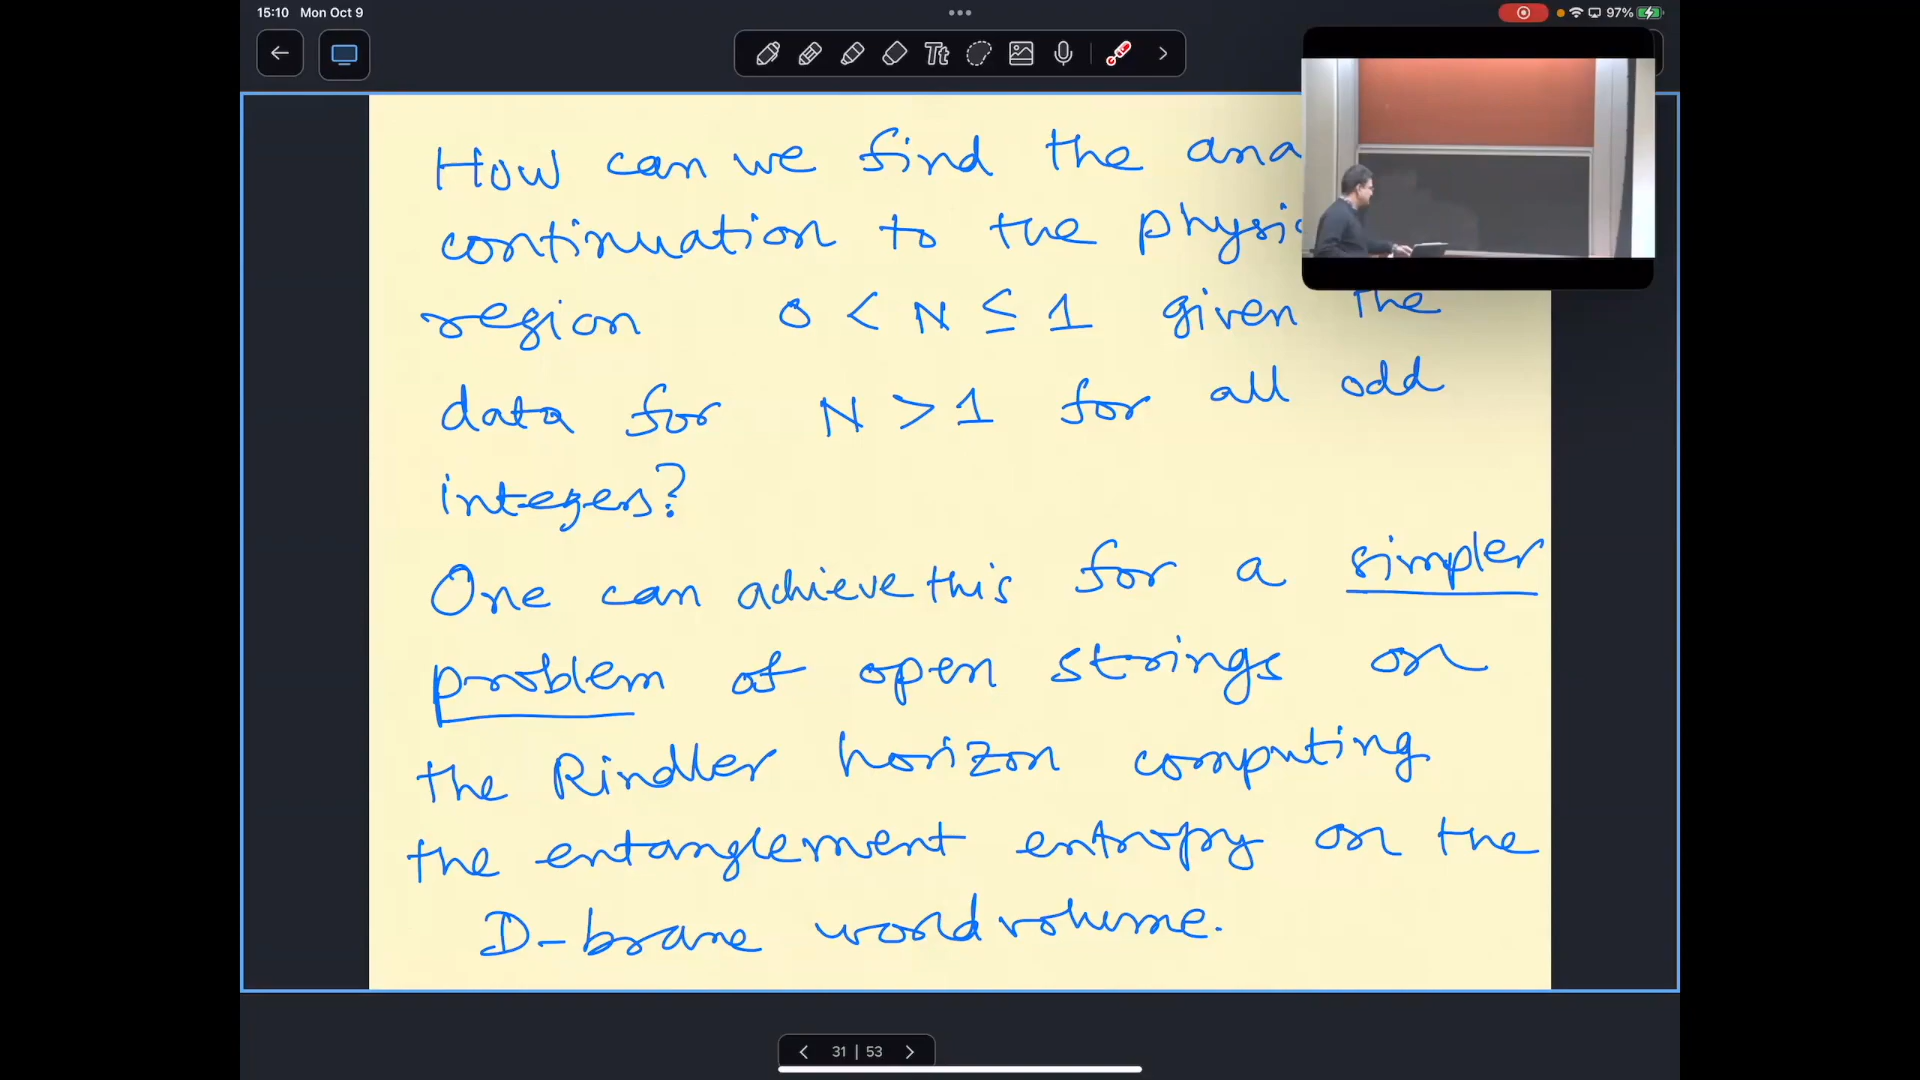 15:10 Mon Oct 9
97%
Tt
How can we find the ana
continuation to the physic
region 0 < N ≤ 1 given the
data for N > 1 for all odd
integers?
One can achieve this for a simpler
problem of open strings on
the Rindler horizon computing
the entanglement entropy on the
D-brane worldvolume.
31 | 53